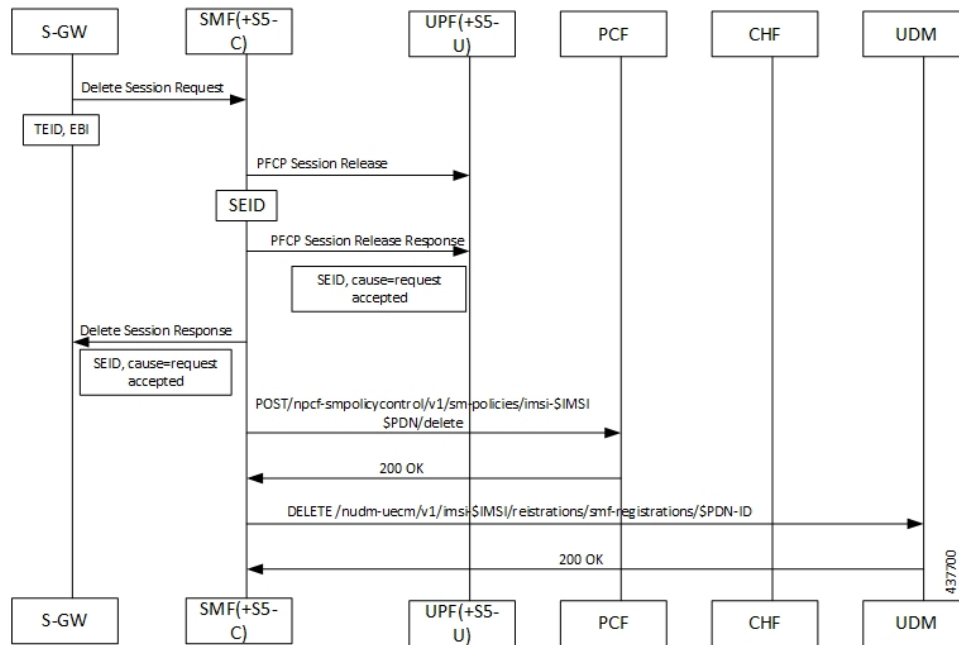 S-GW
SMF(+S5-
C)
UPF(+S5-
U)
PCF
CHF
UDM
Delete Session Request
TEID, EBI
PFCP Session Release
SEID
PFCP Session Release Response
SEID, cause=request
accepted
Delete Session Response
SEID, cause=request
accepted
POST/npcf-smpolicycontrol/v1/sm-policies/imsi-$IMSI
$PDN/delete
200 OK
DELETE /nudm-uecm/v1/imsi-$IMSI/reistrations/smf-registrations/$PDN-ID
200 OK
437700
S-GW
SMF(+S5-
C)
UPF(+S5-
U)
PCF
CHF
UDM